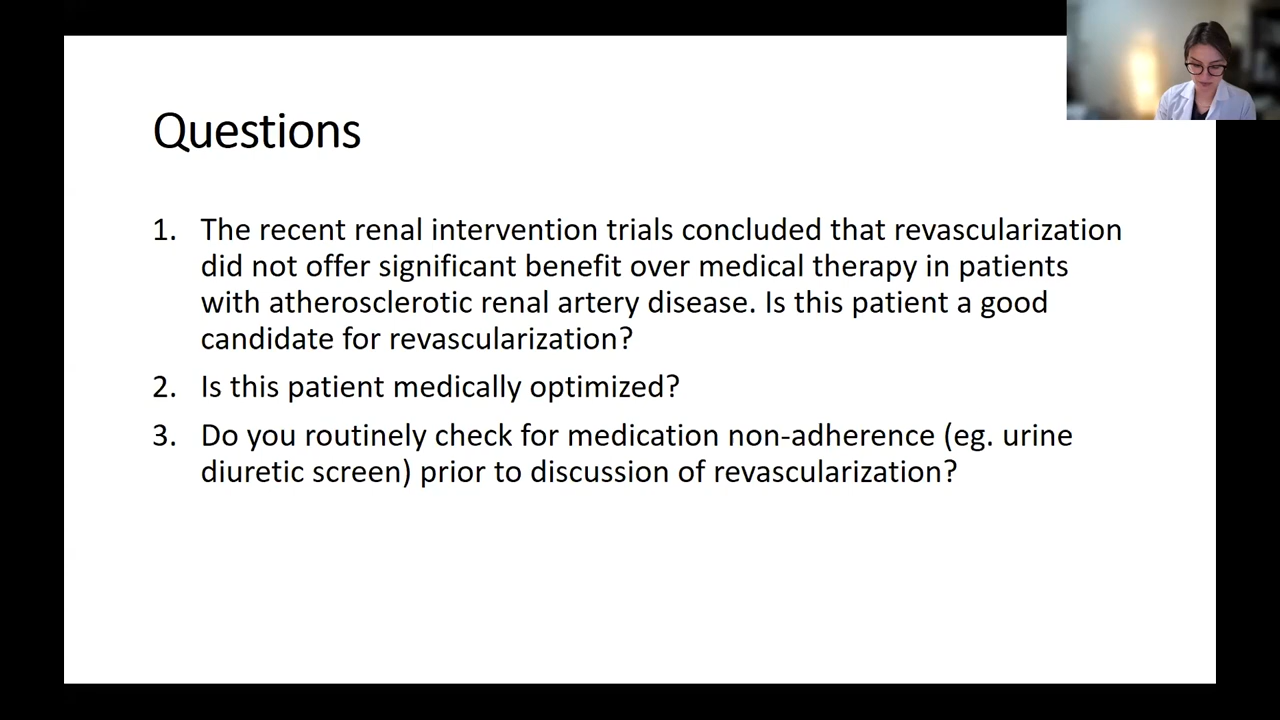 Questions
1. The recent renal intervention trials concluded that revascularization
did not offer significant benefit over medical therapy in patients
with atherosclerotic renal artery disease. Is this patient a good
candidate for revascularization?
2. Is this patient medically optimized?
3. Do you routinely check for medication non-adherence (eg. urine
diuretic screen) prior to discussion of revascularization?